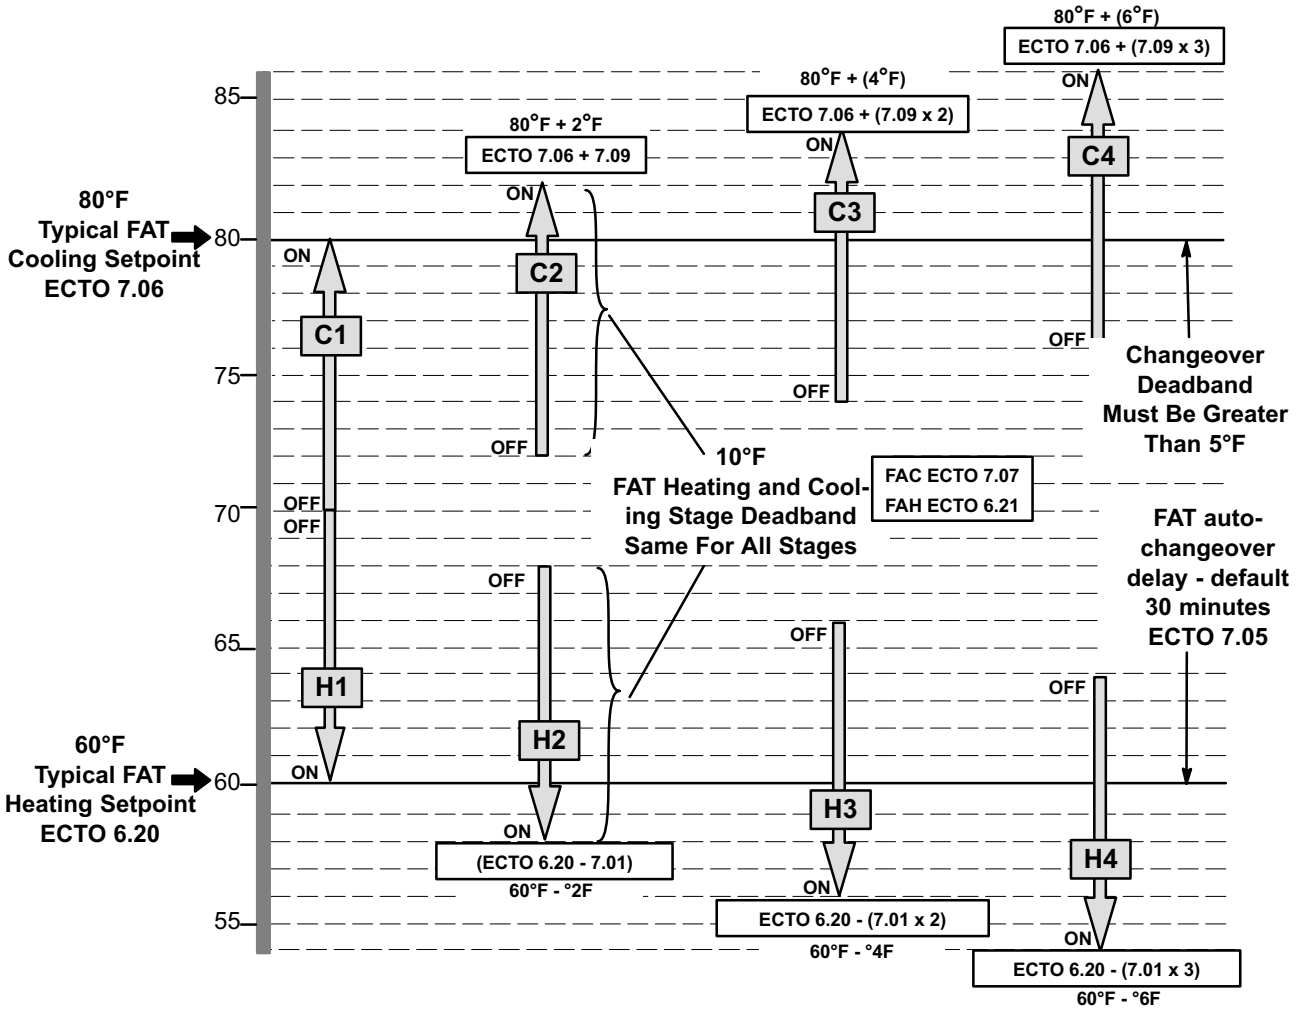 80°F + (6°F)
ECTO 7.06 + (7.09 x 3)
ON
80°F + (4°F)
ECTO 7.06 + (7.09 x 2)
ON
80°F + 2°F
ECTO 7.06 + 7.09
ON
85
C4
C3
80°F
Typical FAT
Cooling Setpoint
ECTO 7.06
80
ON
C2
C1
OFF
Changeover
Deadband
Must Be Greater
Than 5°F
75
OFF
OFF
10°F
FAT Heating and Cool-
ing Stage Deadband
Same For All Stages
FAC ECTO 7.07
FAH ECTO 6.21
OFF
70
OFF
FAT auto-
changeover
delay - default
30 minutes
ECTO 7.05
OFF
OFF
65
OFF
H1
H2
60°F
Typical FAT
Heating Setpoint
ECTO 6.20
60
ON
H3
ON
(ECTO 6.20 - 7.01)
60°F - °2F
H4
ON
ECTO 6.20 - (7.01 x 2)
60°F - °4F
55
ON
ECTO 6.20 - (7.01 x 3)
60°F - °6F